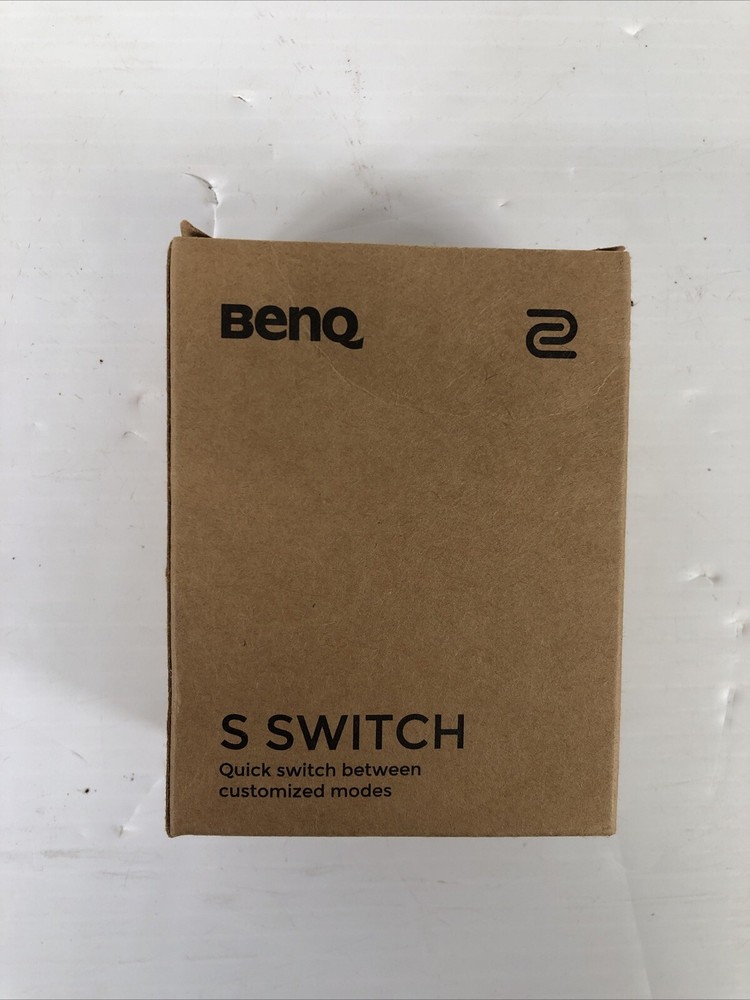 BenQ
S SWITCH
Quick switch between
customized modes